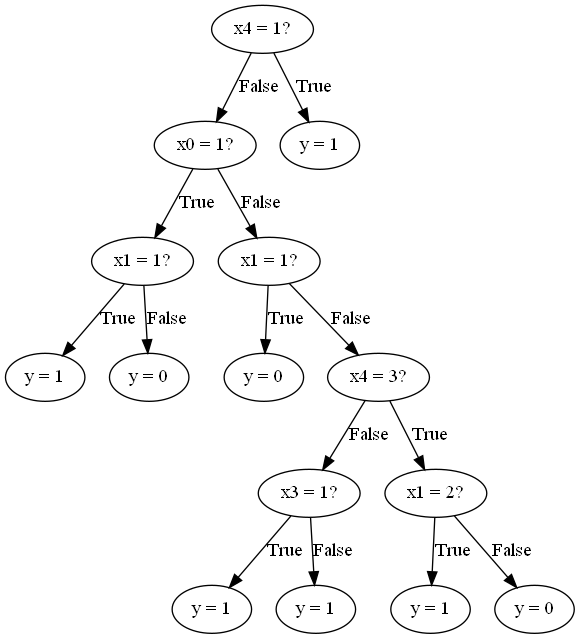 x4 = 1?
False
True
x0 = 1?
y = 1
True
False
x1 = 1?
x1 = 1?
True
False
True
False
y = 1
y = 0
y = 0
x4 = 3?
False
True
x3 = 1?
x1 = 2?
True
False
True
False
y = 1
y = 1
y = 1
y = 0